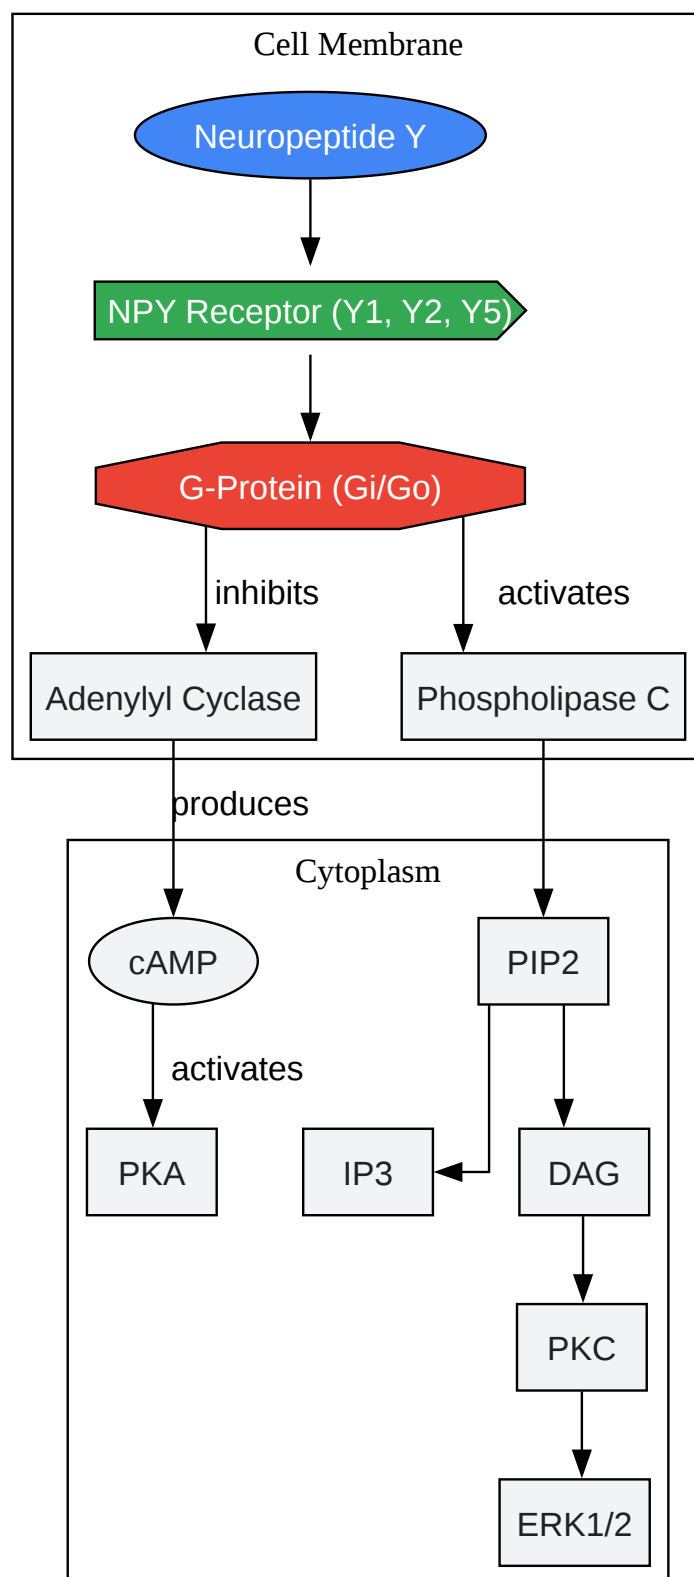 Cell Membrane
Neuropeptide Y
NPY Receptor (Y1, Y2, Y5)
G-Protein (Gi/Go)
inhibits
activates
Adenylyl Cyclase
Phospholipase C
produces
Cytoplasm
cAMP
PIP2
activates
PKA
IP3
DAG
PKC
ERK1/2